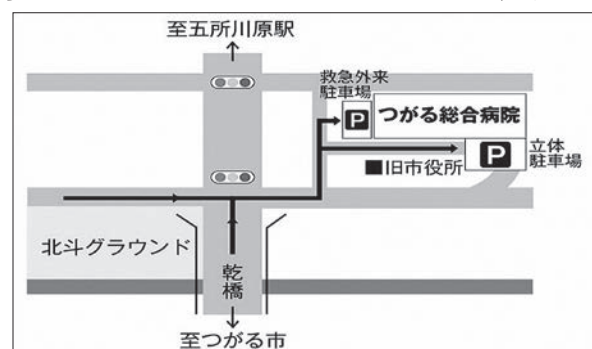 至五所川原駅
救急外来
駐車場
P
つがる総合病院
P
立体
駐車場
■旧市役所
北斗グラウンド
乾橋
至つがる市